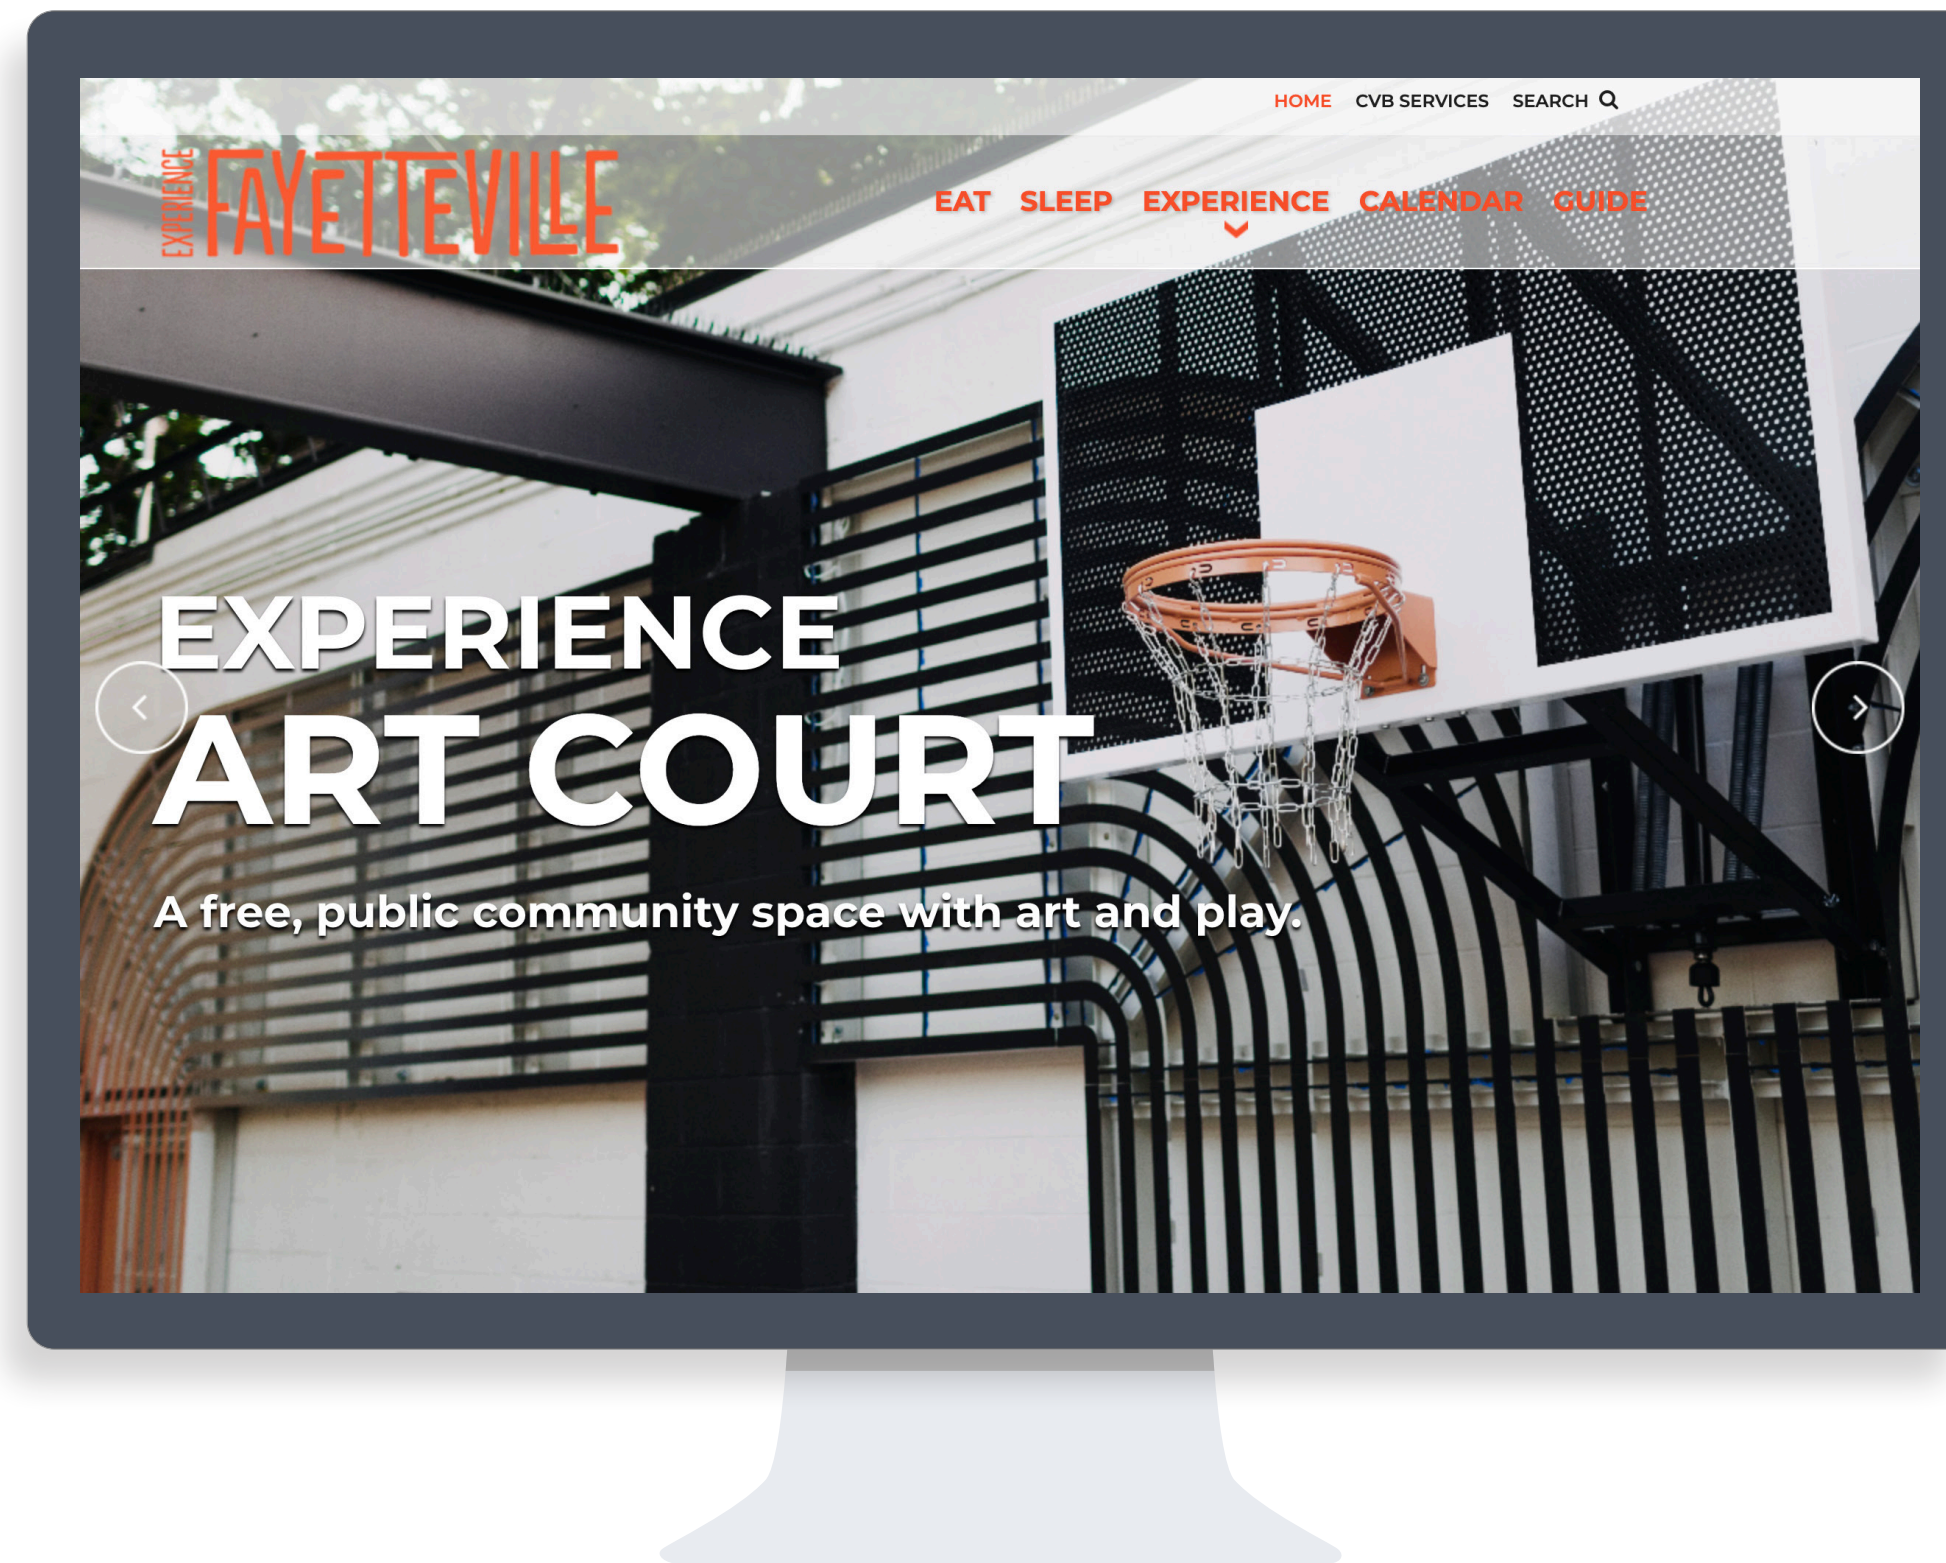 HOME CVB SERVICES SEARCH
EXPERIENCE
FAYETTEVILLE
EAT SLEEP EXPERIENCE CALENDAR GUIDE
EXPERIENCE
ART COURT
A free, public community space with art and play.